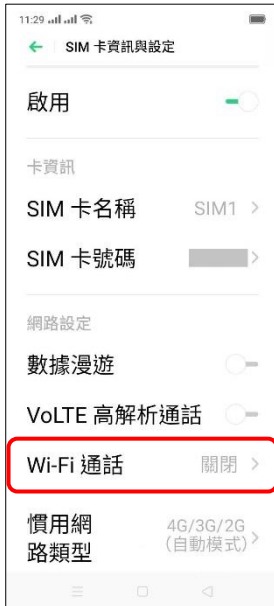 11:29
SIM 卡資訊與設定
啟用
卡資訊
SIM 卡名稱 SIM1
SIM 卡號碼
網路設定
數據漫遊
VoLTE 高解析通話
Wi-Fi 通話 關閉
慣用網 4G/3G/2G
路類型 (自動模式)